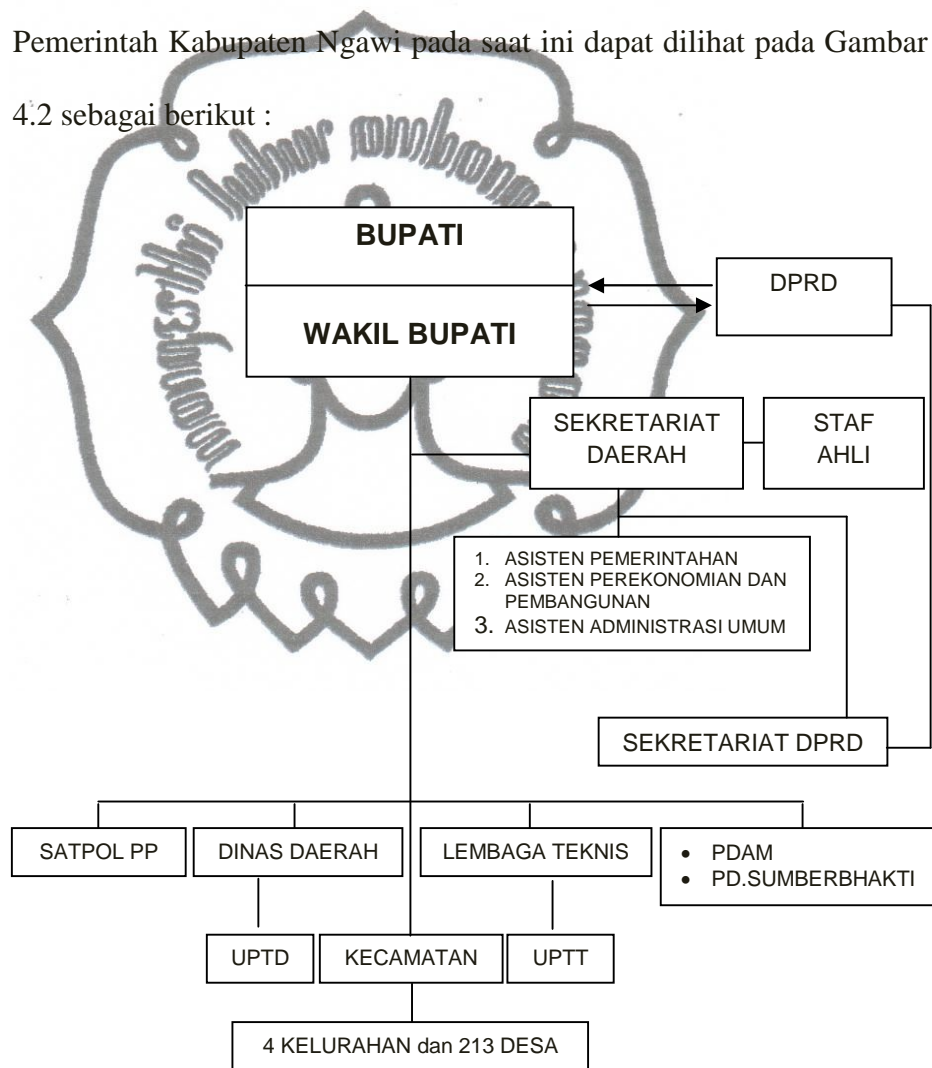 Pemerintah Kabupaten Ngawi pada saat ini dapat dilihat pada Gambar
4.2 sebagai berikut :
BUPATI
WAKIL BUPATI
DPRD
SEKRETARIAT
DAERAH
STAF
AHLI
1. ASISTEN PEMERINTAHAN
2. ASISTEN PEREKONOMIAN DAN
PEMBANGUNAN
3. ASISTEN ADMINISTRASI UMUM
SEKRETARIAT DPRD
SATPOL PP
DINAS DAERAH
LEMBAGA TEKNIS
• PDAM
• PD.SUMBERBHAKTI
UPTD
KECAMATAN
UPTT
4 KELURAHAN dan 213 DESA